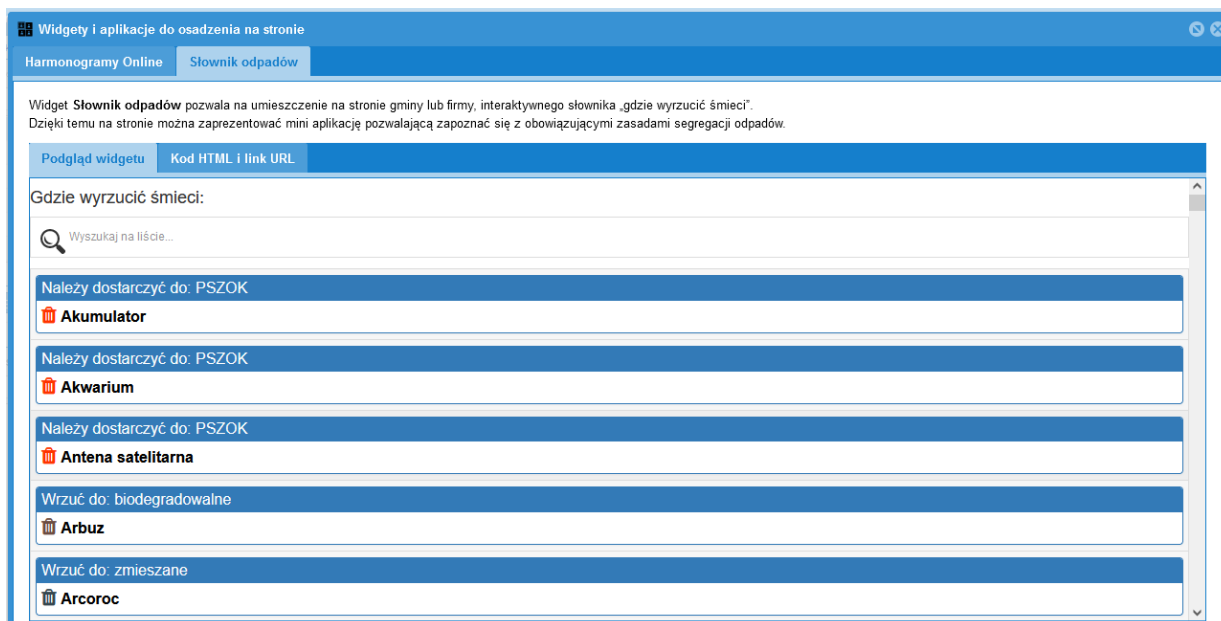 Widgety i aplikacje do osadzenia na stronie
Harmonogramy Online Słownik odpadów
Widget Słownik odpadów pozwala na umieszczenie na stronie gminy lub firmy, interaktywnego słownika „gdzie wyrzucić śmieci”.
Dzięki temu na stronie można zaprezentować mini aplikację pozwalającą zapoznać się z obowiązującymi zasadami segregacji odpadów.
Podgląd widgetu Kod HTML i link URL
Gdzie wyrzucić śmieci:
Wyszukaj na liście...
Należy dostarczyć do: PSZOK
Akumulator
Należy dostarczyć do: PSZOK
Akwarium
Należy dostarczyć do: PSZOK
Antena satelitarna
Wrzuć do: biodegradowalne
Arbuz
Wrzuć do: zmieszane
Arcoroc